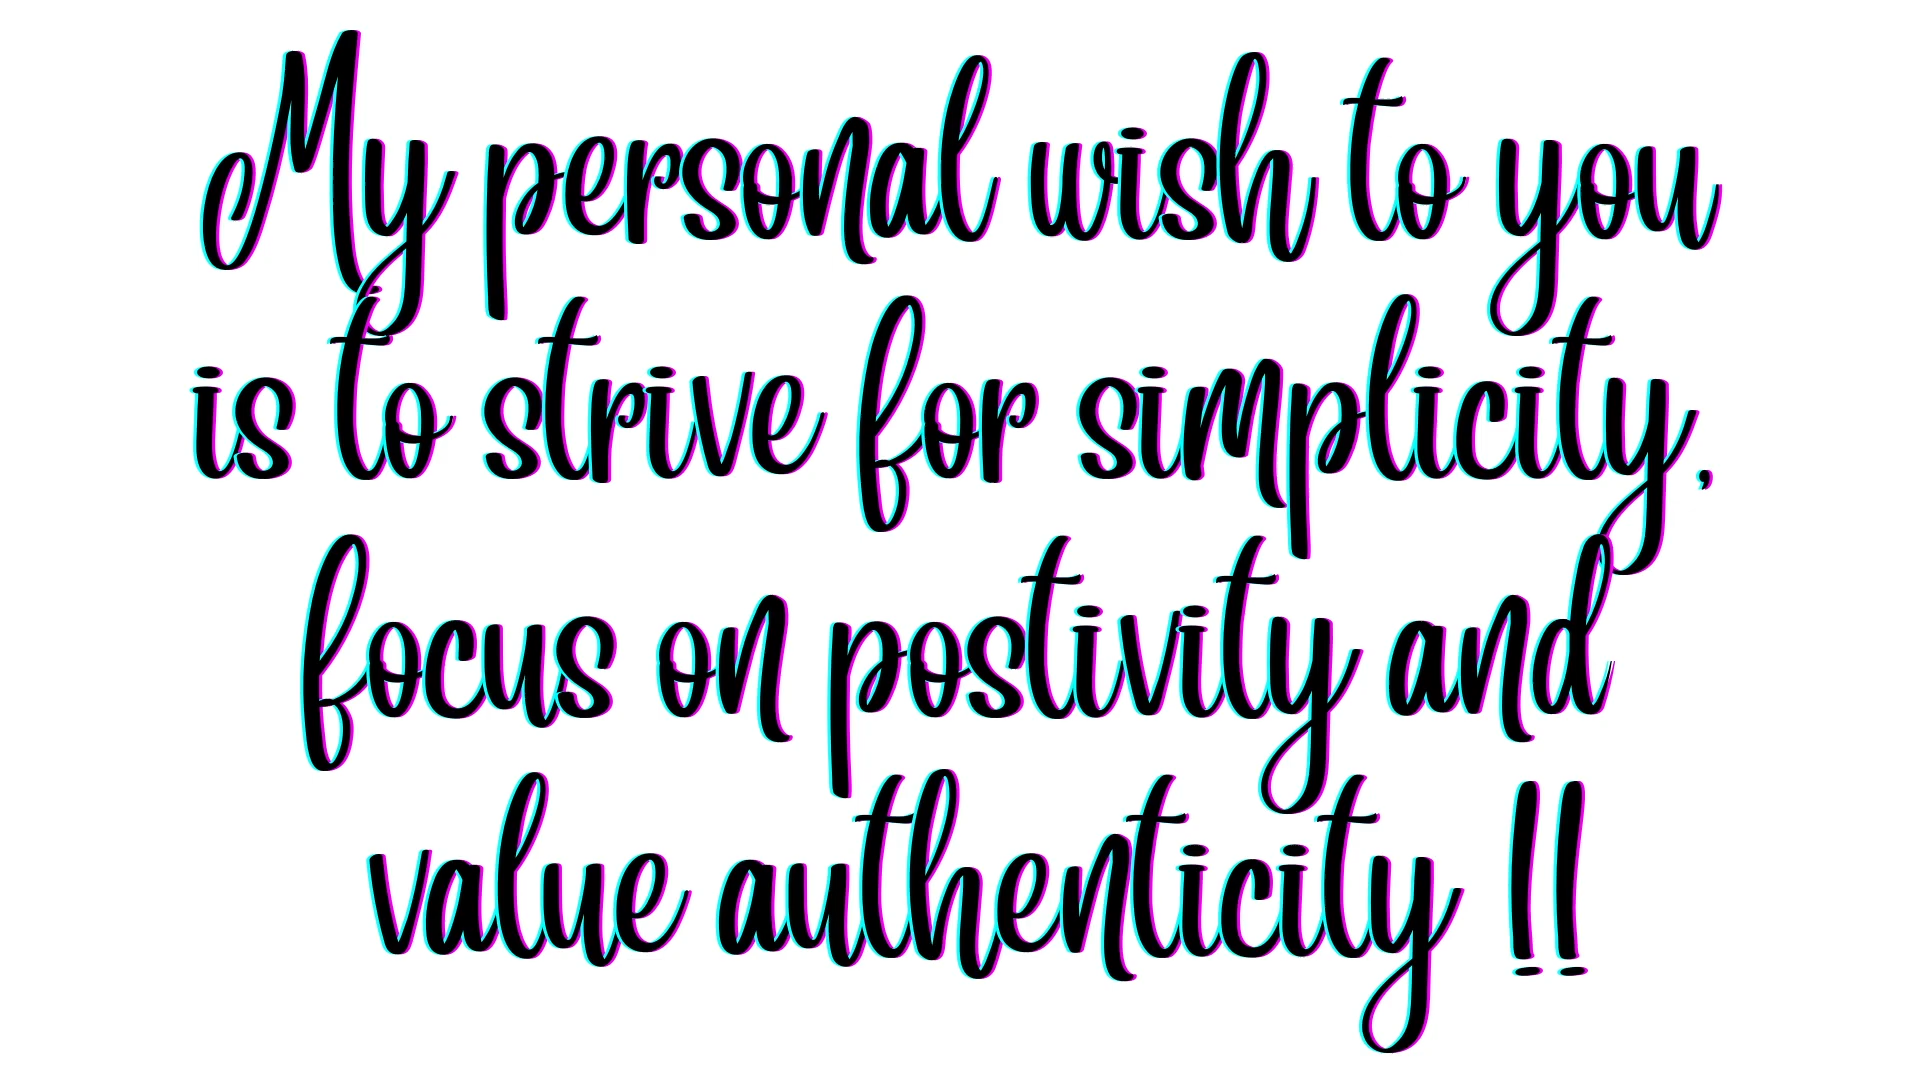 My personal wish to you
is to strive for simplicity,
focus on postivity and
value authenticity !!